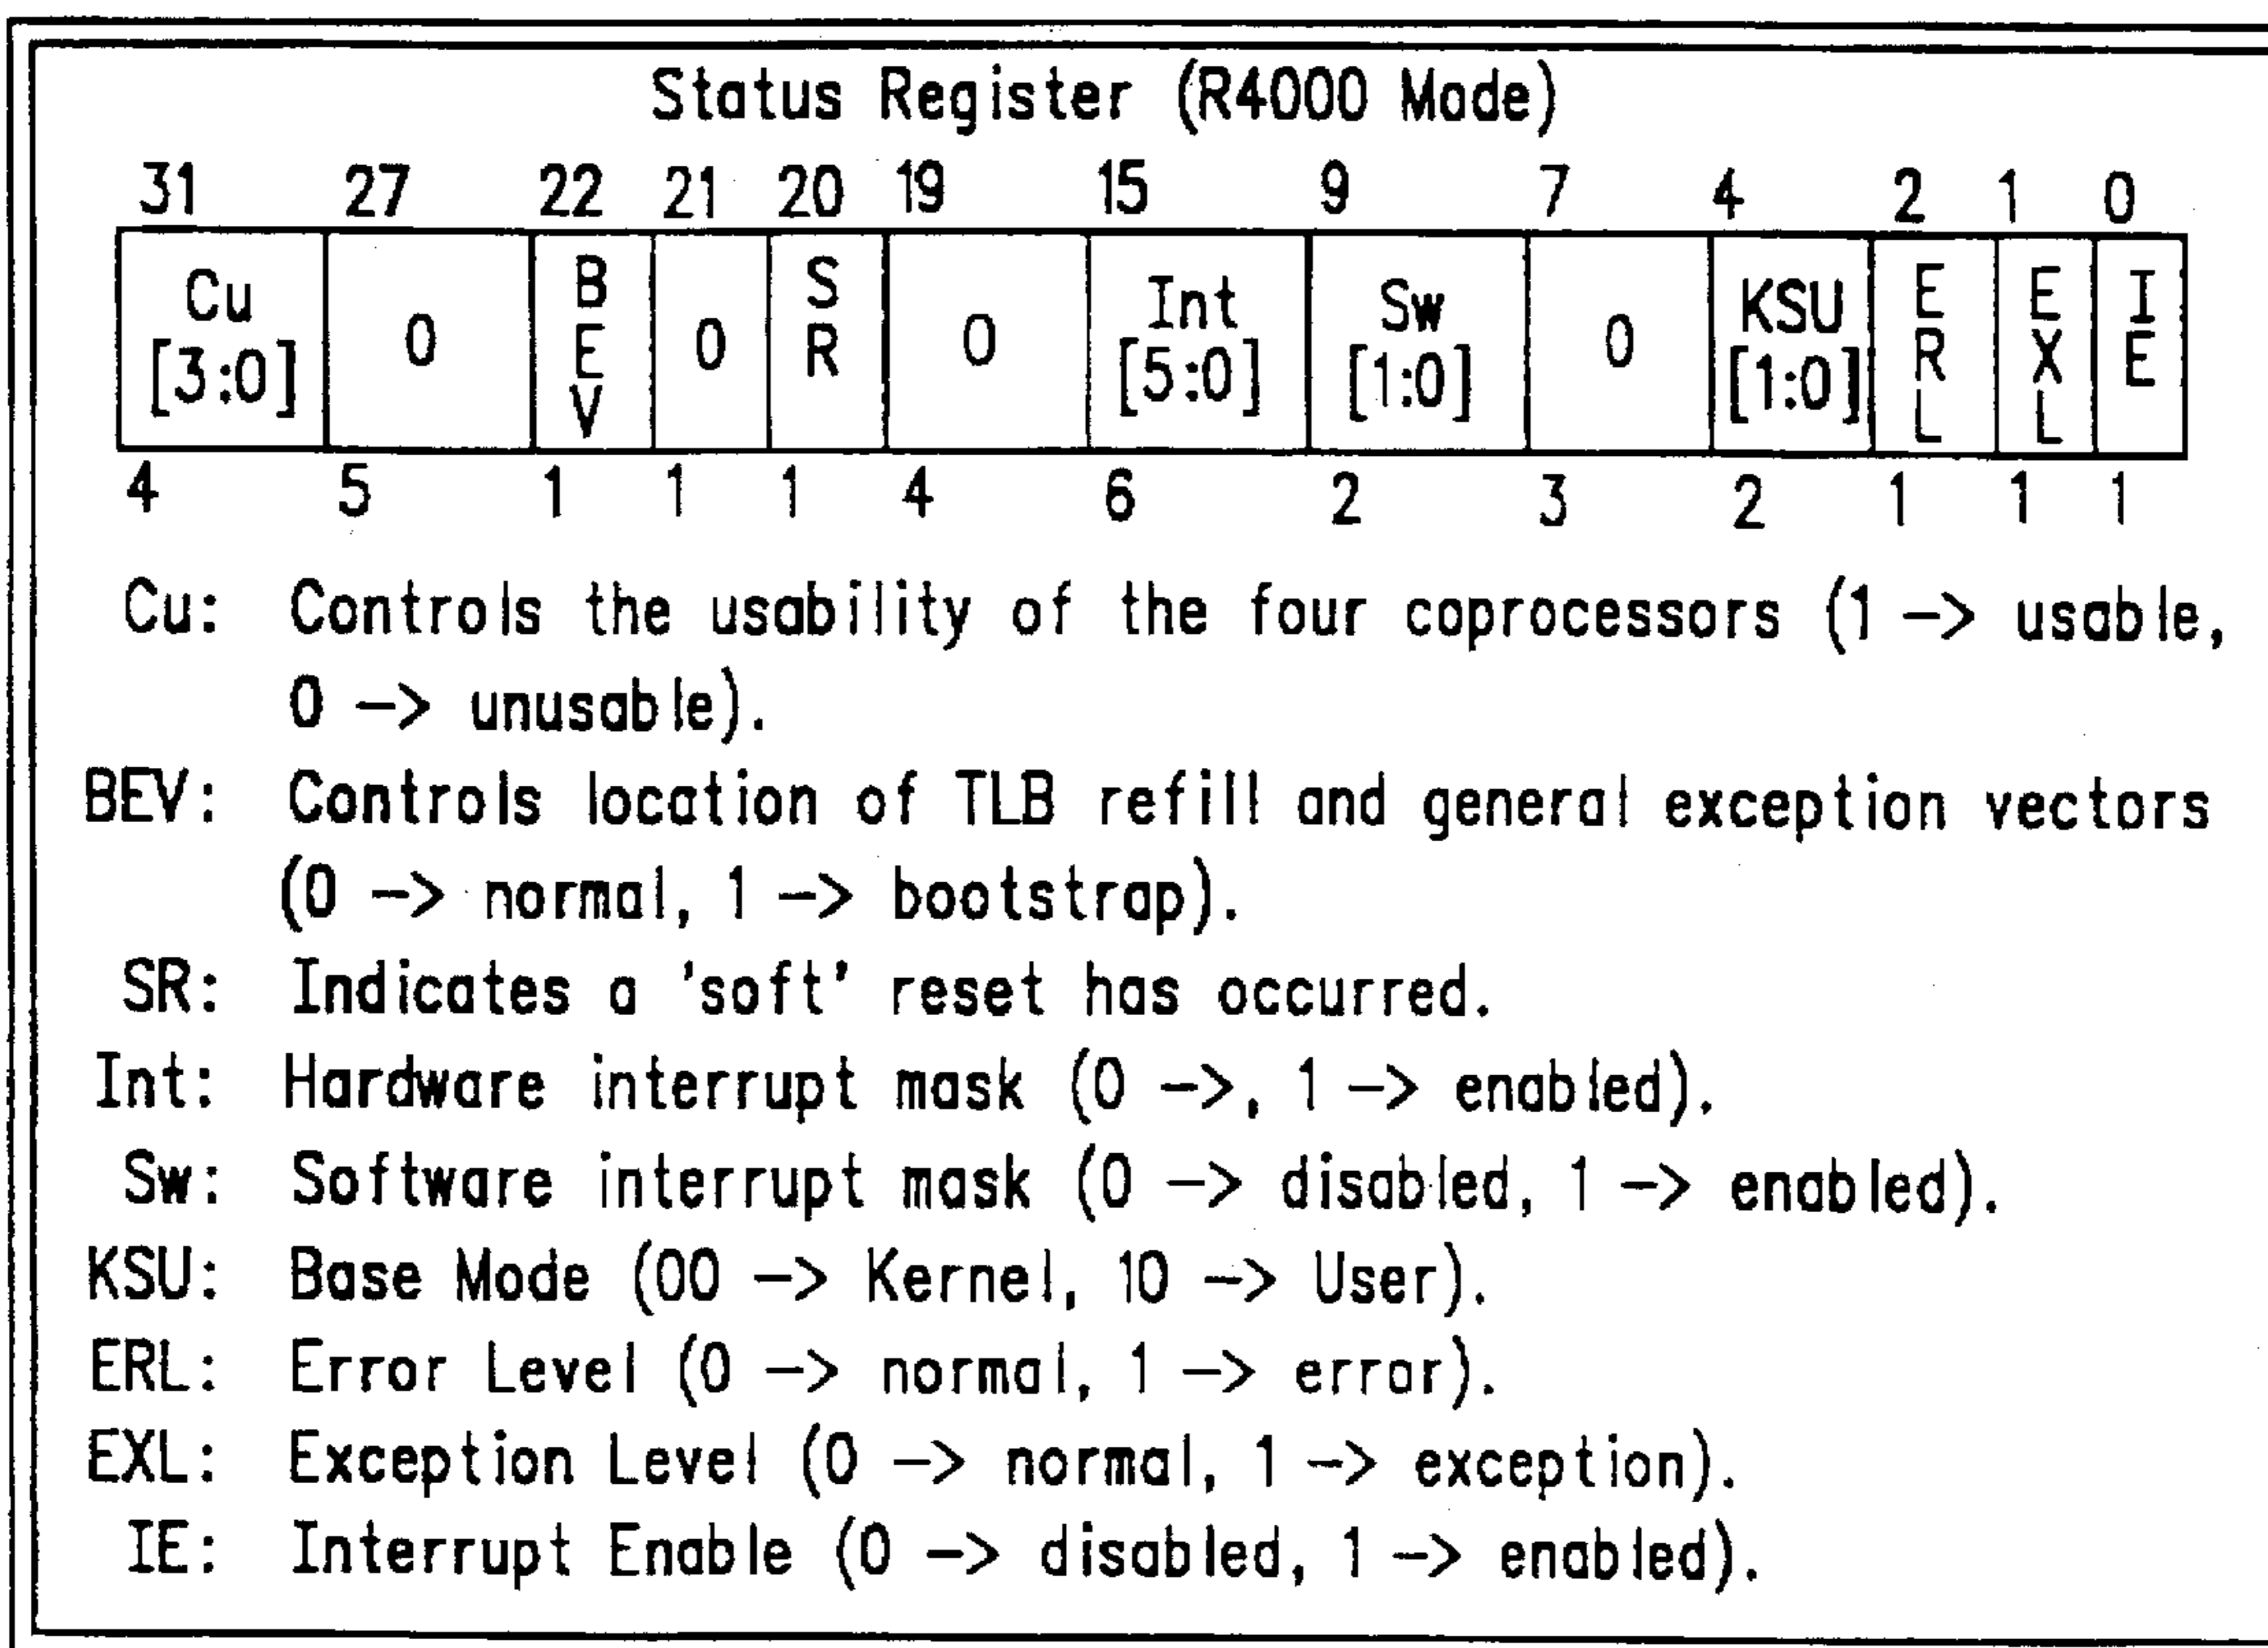 Status Register (R4000 Mode)
31 27 22 21 20 19 15 9 7 4 2 1 0
Cu [3:0] 0 BEV 0 SR 0 Int [5:0] Sw [1:0] 0 KSU [1:0] ERL EXL IE
4 5 1 1 1 4 6 2 3 2 1 1 1
Cu: Controls the usability of the four coprocessors (1 -> usable,
0 -> unusable).
BEV: Controls location of TLB refill and general exception vectors
(0 -> normal, 1 -> bootstrap).
SR: Indicates a 'soft' reset has occurred.
Int: Hardware interrupt mask (0 ->, 1 -> enabled).
Sw: Software interrupt mask (0 -> disabled, 1 -> enabled).
KSU: Base Mode (00 -> Kernel, 10 -> User).
ERL: Error Level (0 -> normal, 1 -> error).
EXL: Exception Level (0 -> normal, 1 -> exception).
IE: Interrupt Enable (0 -> disabled, 1 -> enabled).